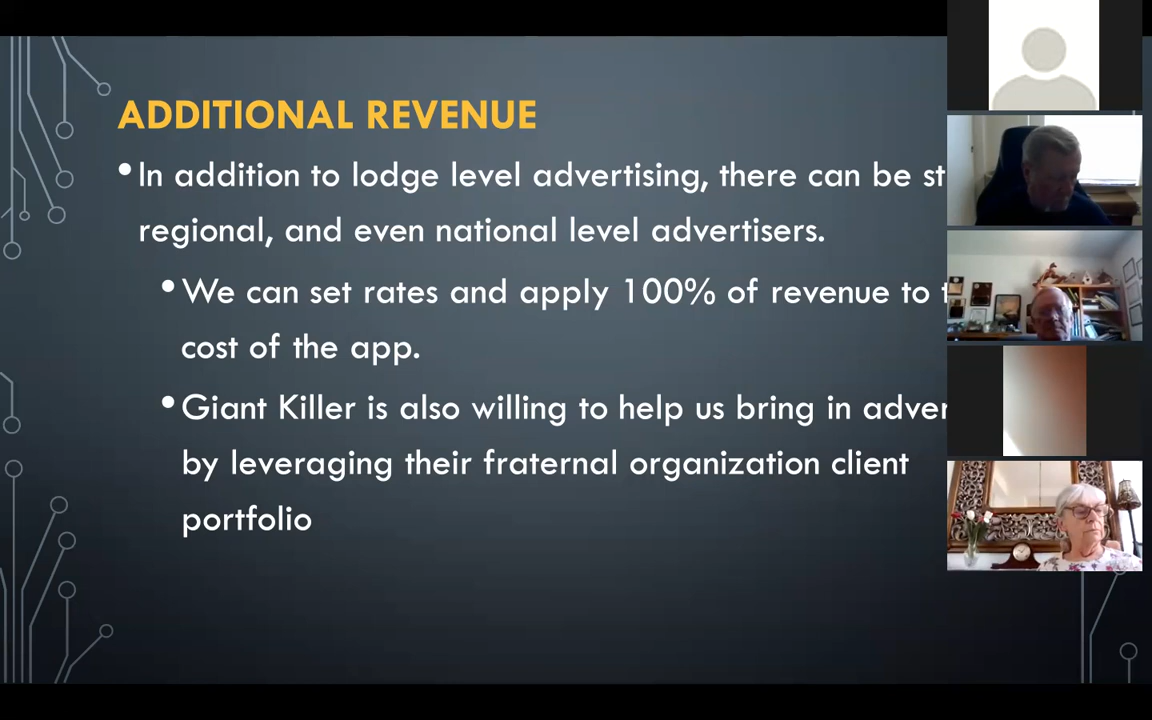 ADDITIONAL REVENUE
• In addition to lodge level advertising, there can be
regional, and even national level advertisers.
• We can set rates and apply 100% of revenue to
cost of the app.
• Giant Killer is also willing to help us bring in
by leveraging their fraternal organization client
portfolio